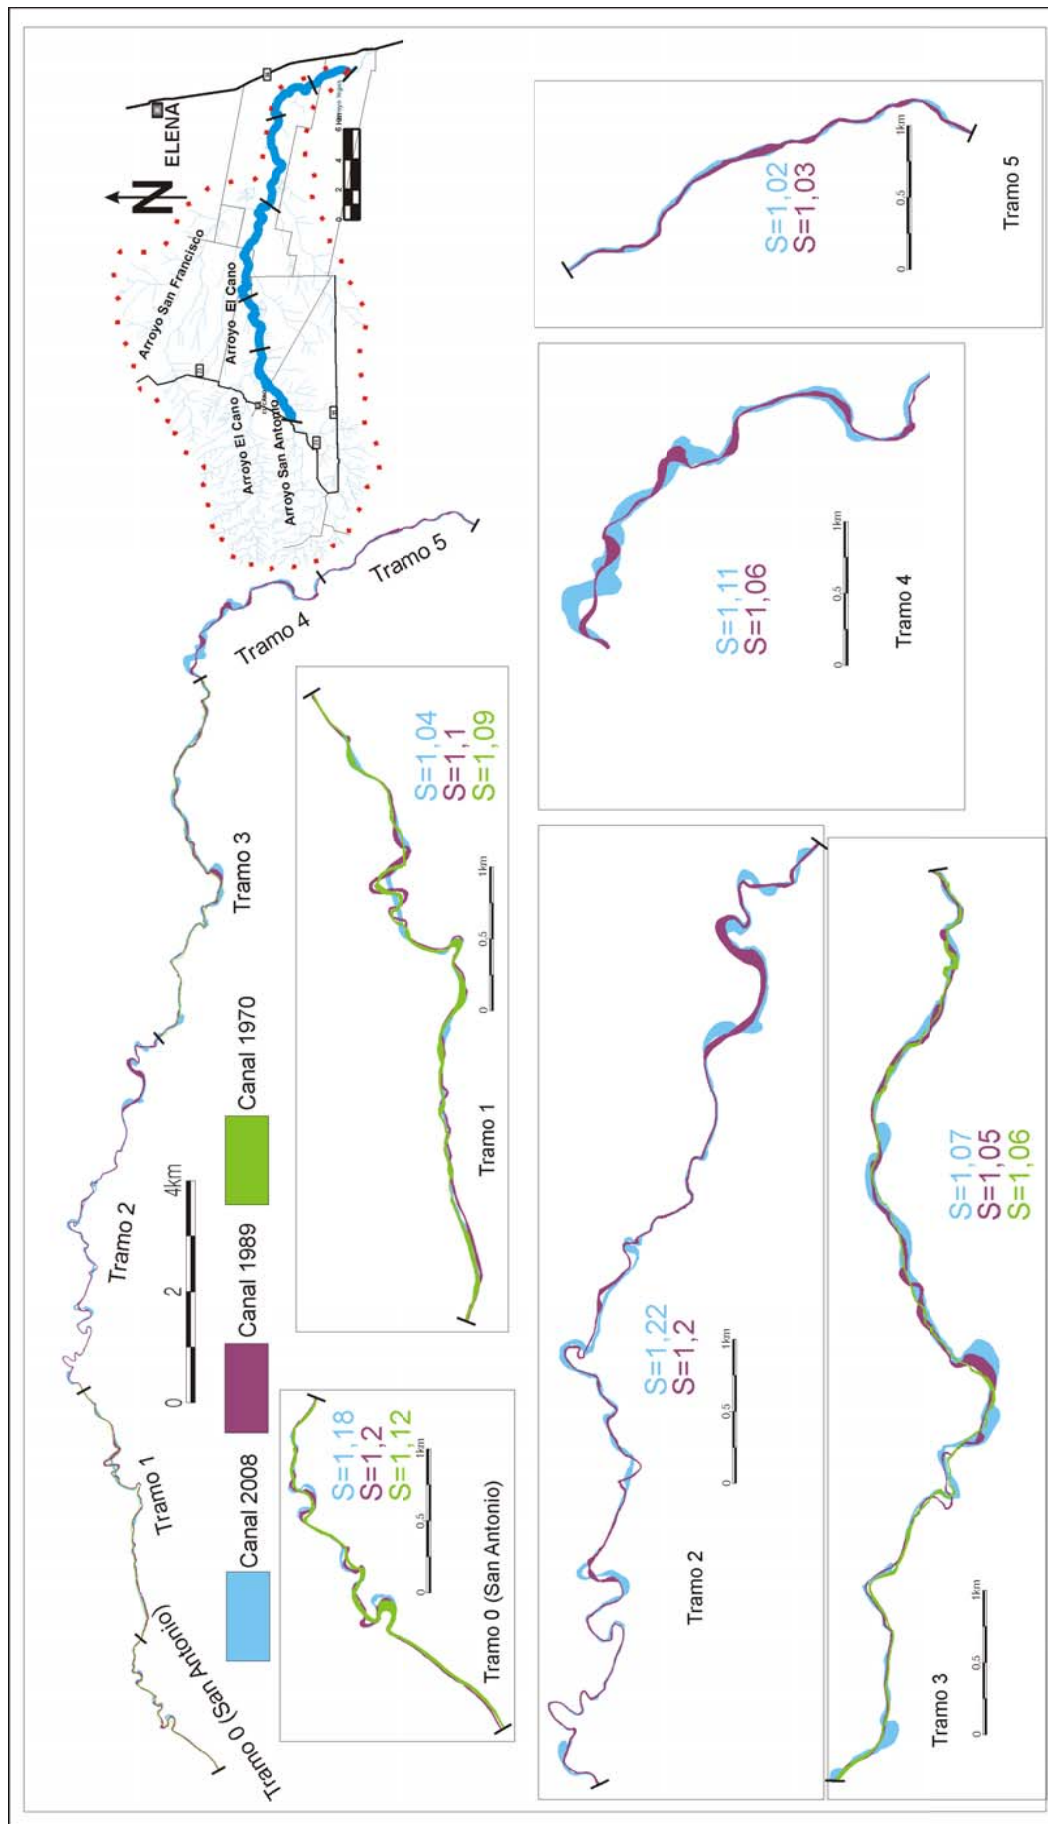 ELENA
N
Arroyo San Francisco
Arroyo El Cano
Arroyo El Cano
Arroyo San Antonio
0 2 4 6 Km
Tramo 0 (San Antonio)
Tramo 1
Tramo 2
Tramo 3
Tramo 4
Tramo 5
0 2 4km
Canal 2008
Canal 1989
Canal 1970
S=1,18
S=1,2
S=1,12
0 0,5 1km
Tramo 0 (San Antonio)
S=1,04
S=1,1
S=1,09
0 0,5 1km
Tramo 1
S=1,22
S=1,2
0 0,5 1km
Tramo 2
S=1,07
S=1,05
S=1,06
0 0,5 1km
Tramo 3
S=1,11
S=1,06
0 0,5 1km
Tramo 4
S=1,02
S=1,03
0 0,5 1km
Tramo 5